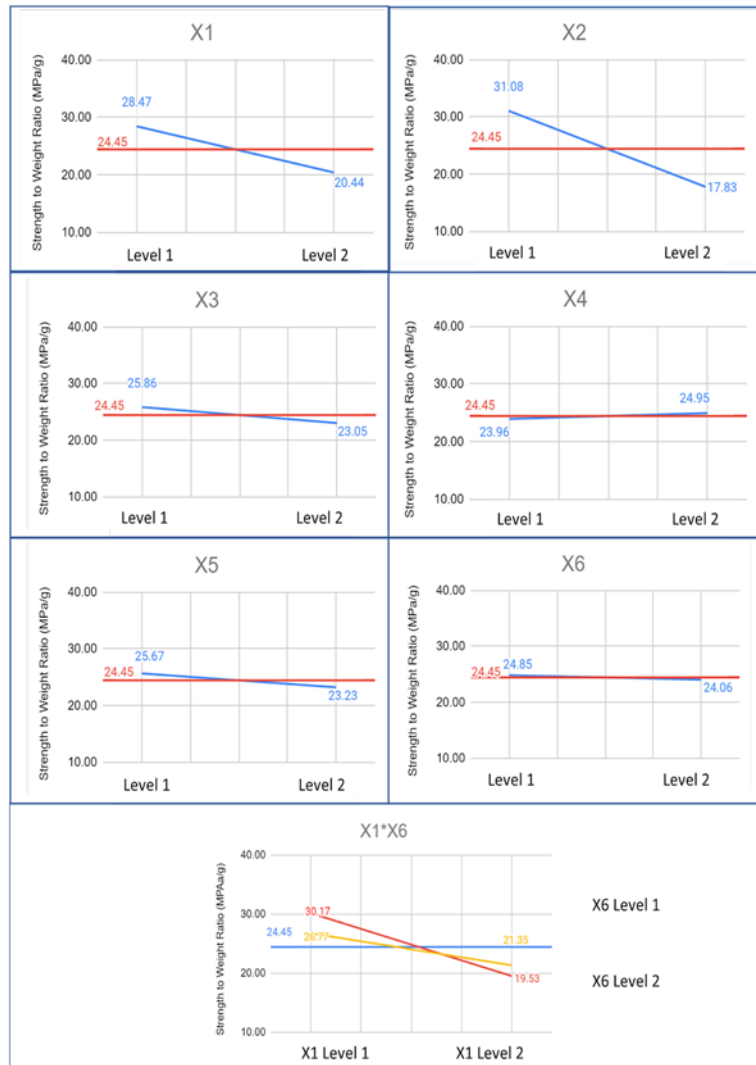 X1
Strength to Weight Ratio (MPa/g)
40.00
30.00
20.00
10.00
28.47
24.45
20.44
Level 1
Level 2
X2
Strength to Weight Ratio (MPa/g)
40.00
30.00
20.00
10.00
31.08
24.45
17.83
Level 1
Level 2
X3
Strength to Weight Ratio (MPa/g)
40.00
30.00
20.00
10.00
25.86
24.45
23.05
Level 1
Level 2
X4
Strength to Weight Ratio (MPa/g)
40.00
30.00
20.00
10.00
24.45
23.96
24.95
Level 1
Level 2
X5
Strength to Weight Ratio (MPa/g)
40.00
30.00
20.00
10.00
25.67
24.45
23.23
Level 1
Level 2
X6
Strength to Weight Ratio (MPa/g)
40.00
30.00
20.00
10.00
24.45
24.85
24.06
Level 1
Level 2
X1*X6
Strength to Weight Ratio (MPAa/g)
40.00
30.00
20.00
10.00
30.17
24.45
26.77
21.35
19.53
X1 Level 1
X1 Level 2
X6 Level 1
X6 Level 2